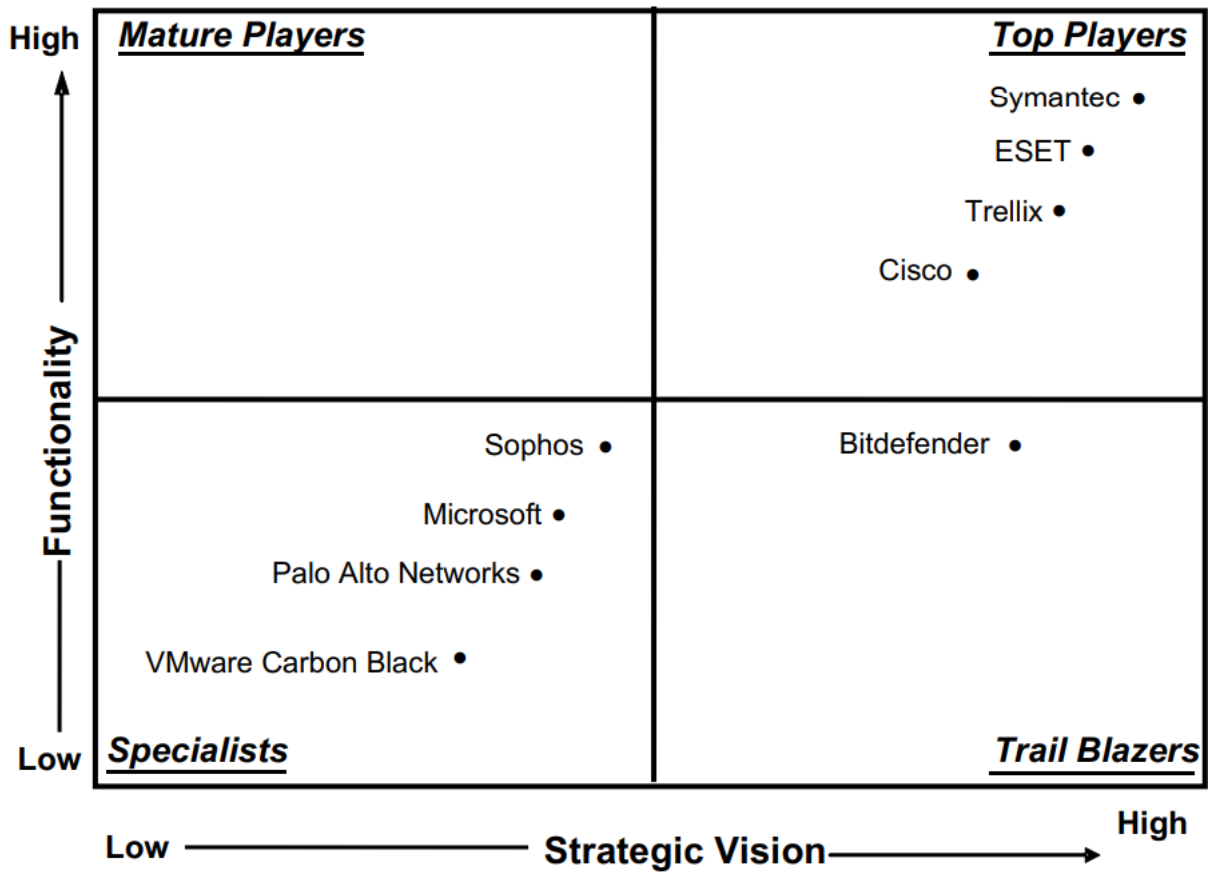 High
Mature Players
Top Players
Symantec
ESET
Trellix
Cisco
Functionality
Sophos
Bitdefender
Microsoft
Palo Alto Networks
VMware Carbon Black
Low
Specialists
Trail Blazers
Low
Strategic Vision
High